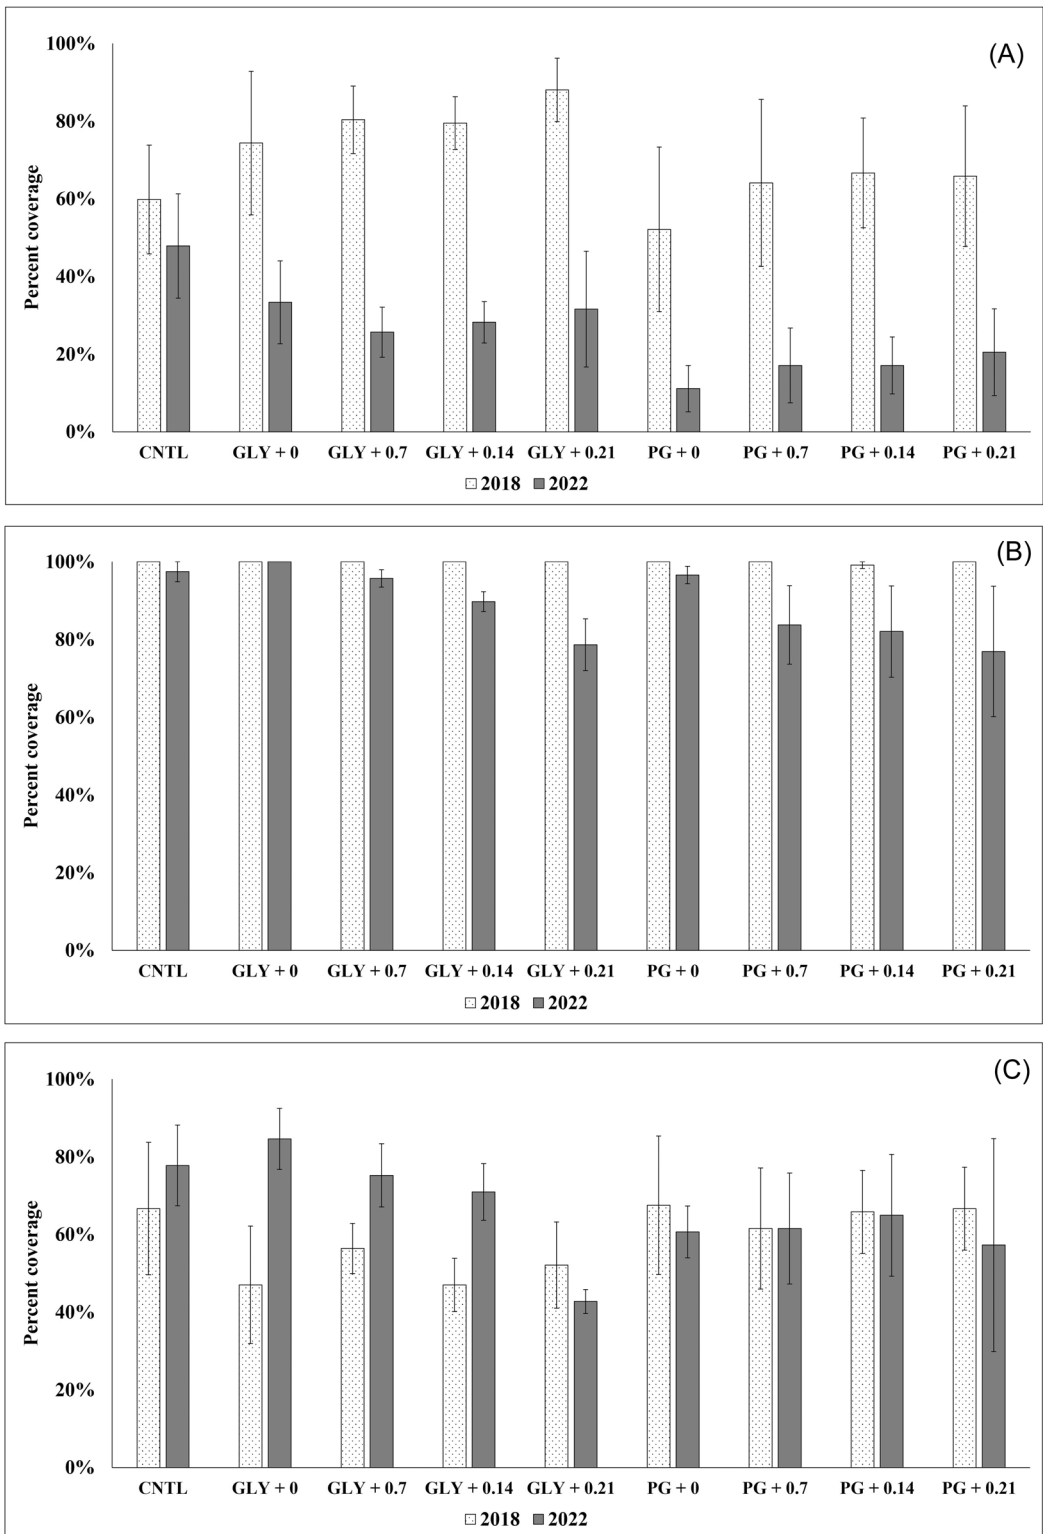 (A)
100%
80%
60%
40%
20%
0%
Percent coverage
CNTL GLY + 0 GLY + 0.7 GLY + 0.14 GLY + 0.21 PG + 0 PG + 0.7 PG + 0.14 PG + 0.21
2018 2022
(B)
100%
80%
60%
40%
20%
0%
Percent coverage
CNTL GLY + 0 GLY + 0.7 GLY + 0.14 GLY + 0.21 PG + 0 PG + 0.7 PG + 0.14 PG + 0.21
2018 2022
(C)
100%
80%
60%
40%
20%
0%
Percent coverage
CNTL GLY + 0 GLY + 0.7 GLY + 0.14 GLY + 0.21 PG + 0 PG + 0.7 PG + 0.14 PG + 0.21
2018 2022